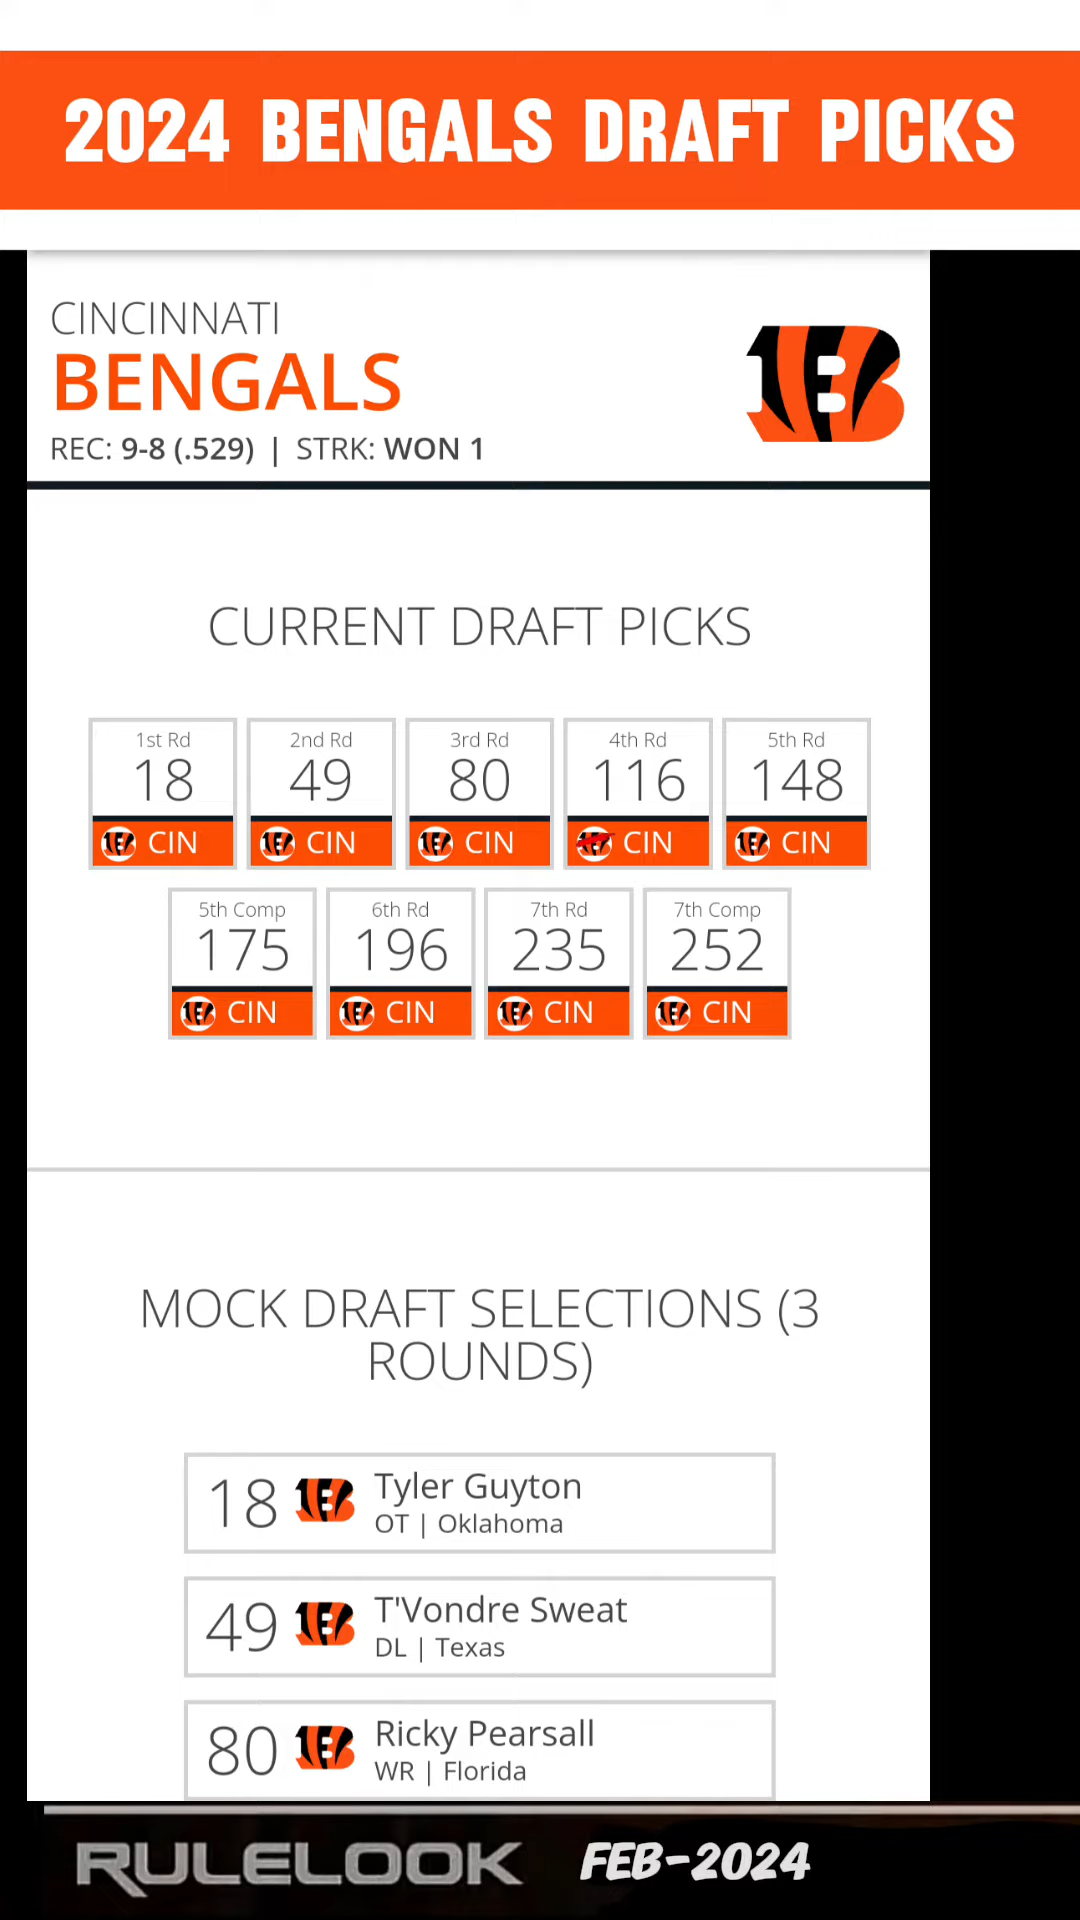 2024 BENGALS DRAFT PICKS
CINCINNATI
BENGALS
REC: 9-8 (.529) | STRK: WON 1
CURRENT DRAFT PICKS
1st Rd 2nd Rd 3rd Rd 4th Rd 5th Rd
18 49 80 116 148
CIN CIN CIN CIN CIN
5th Comp 6th Rd 7th Rd 7th Comp
175 196 235 252
CIN CIN CIN CIN
MOCK DRAFT SELECTIONS (3
ROUNDS)
18 Tyler Guyton
OT | Oklahoma
49 T'Vondre Sweat
DL | Texas
80 Ricky Pearsall
WR | Florida
RULELOOK FEB-2024